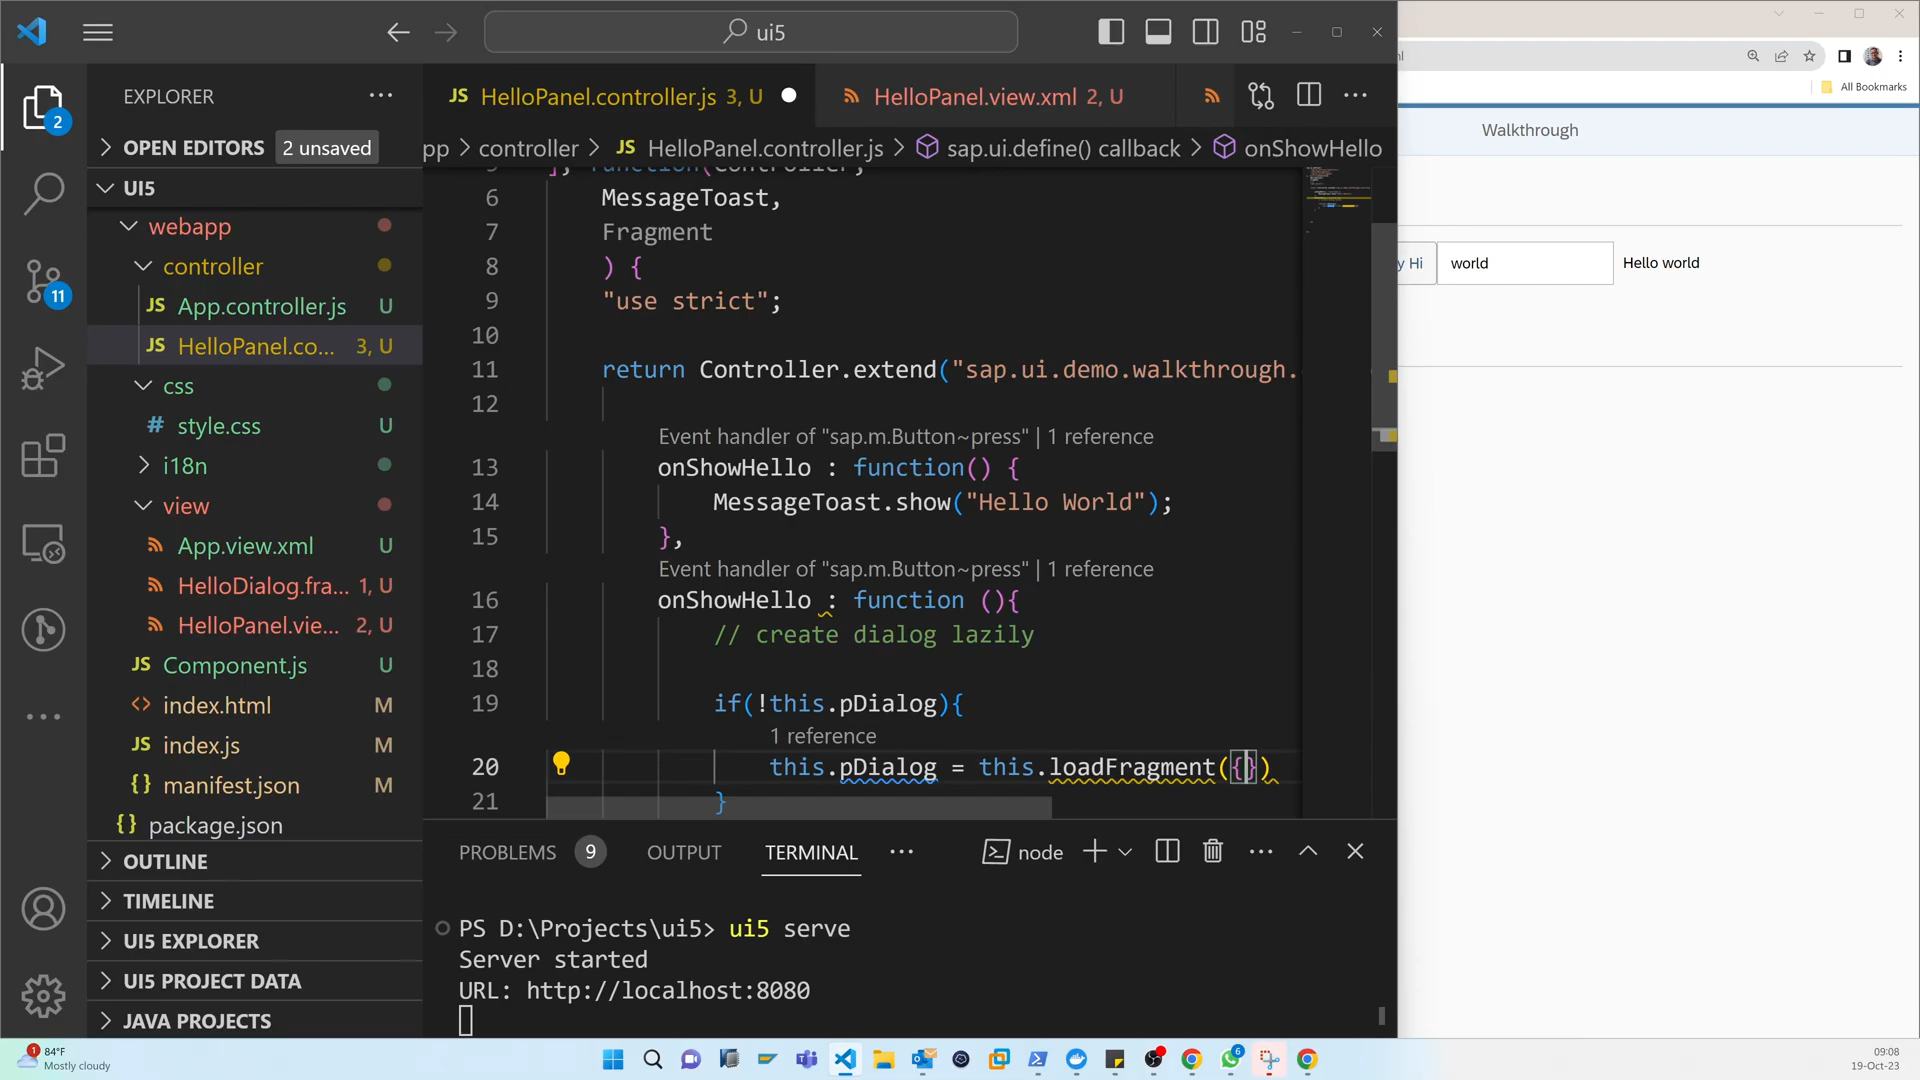 ui5
ml
All Bookmarks
EXPLORER
JS HelloPanel.controller.js 3, U
HelloPanel.view.xml 2, U
OPEN EDITORS 2 unsaved
pp > controller > JS HelloPanel.controller.js > sap.ui.define() callback > onShowHello
UI5
webapp
controller
JS App.controller.js U
JS HelloPanel.co... 3, U
css
# style.css U
i18n
view
App.view.xml U
HelloDialog.fra... 1, U
HelloPanel.vie... 2, U
JS Component.js U
<> index.html M
JS index.js M
{} manifest.json M
{} package.json
OUTLINE
TIMELINE
UI5 EXPLORER
UI5 PROJECT DATA
JAVA PROJECTS
2
11
], function(Controller,
6 MessageToast,
7 Fragment
8 ) {
9 "use strict";
10
11 return Controller.extend("sap.ui.demo.walkthrough.
12
Event handler of "sap.m.Button~press" | 1 reference
13 onShowHello : function() {
14 MessageToast.show("Hello World");
15 },
Event handler of "sap.m.Button~press" | 1 reference
16 onShowHello : function (){
17 // create dialog lazily
18
19 if(!this.pDialog){
1 reference
20 this.pDialog = this.loadFragment({})
21 }
PROBLEMS 9 OUTPUT TERMINAL node
PS D:\Projects\ui5> ui5 serve
Server started
URL: http://localhost:8080
Walkthrough
y Hi world Hello world
1
84°F
Mostly cloudy
6
09:08
19-Oct-23